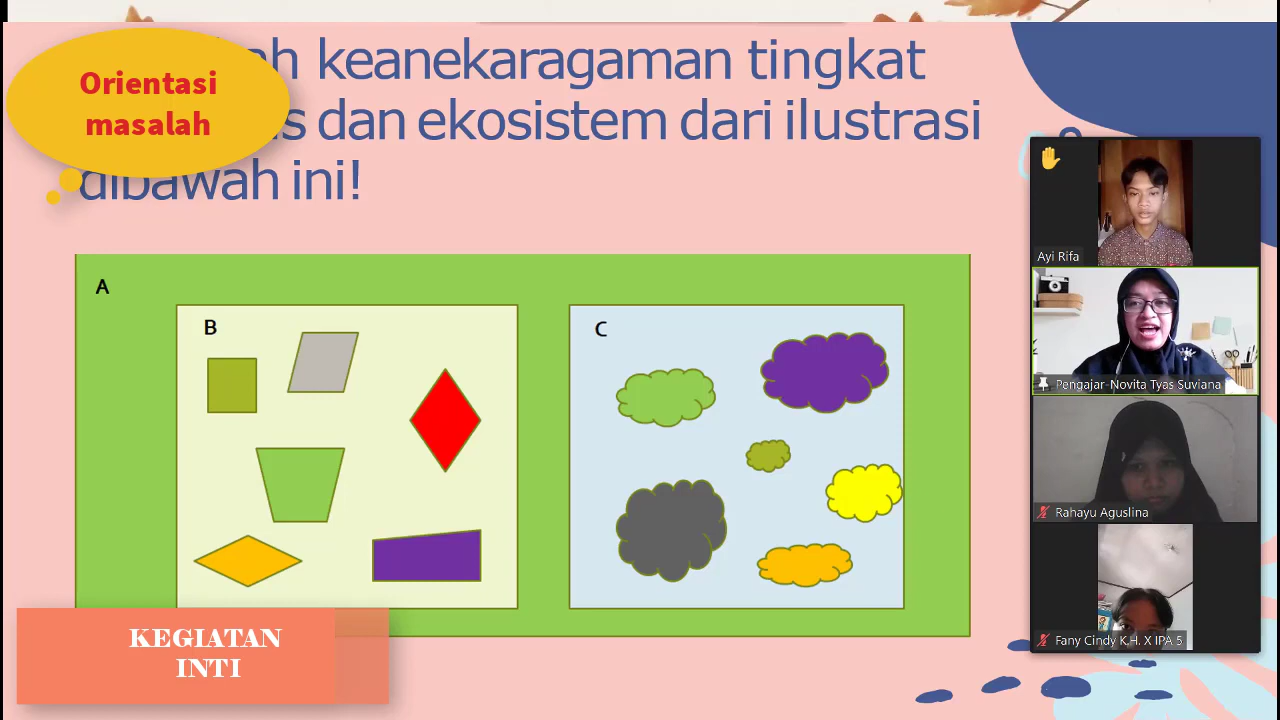 Orientasi
masalah
keanekaragaman tingkat
dan ekosistem dari ilustrasi
dibawah ini!
A
B
C
Ayi Rifa
Pengajar-Novita Tyas Suviana
Rahayu Aguslina
Fany Cindy K.H. X IPA 5
KEGIATAN
INTI